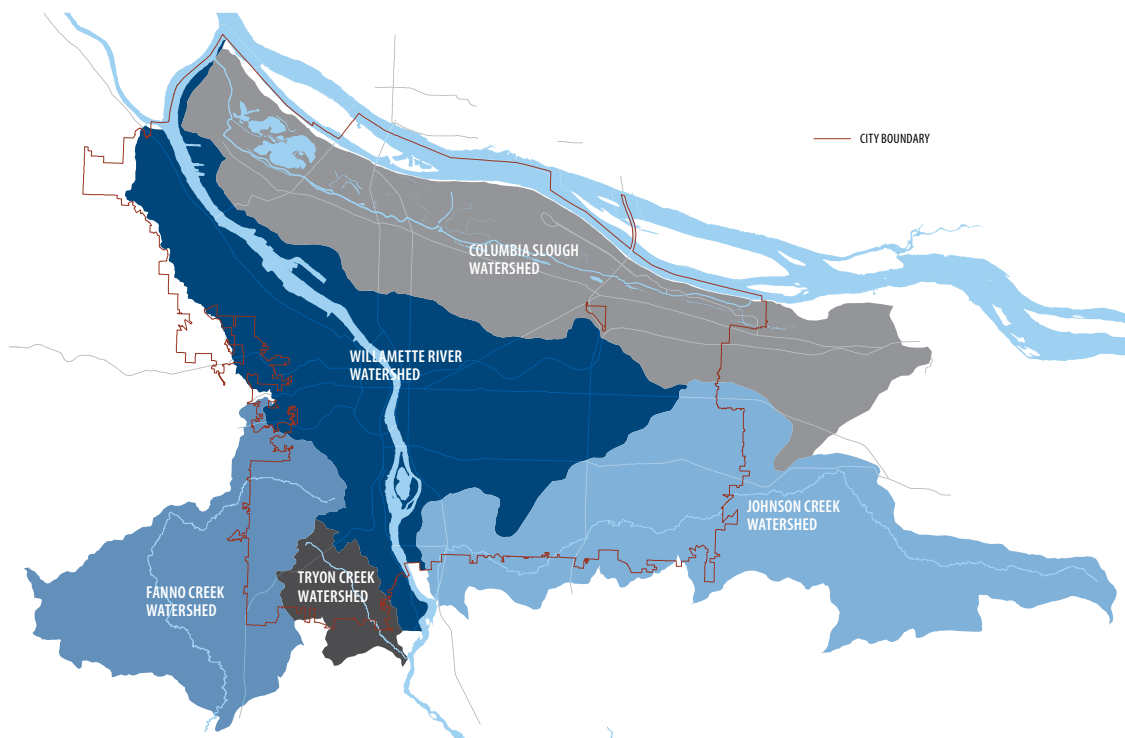 CITY BOUNDARY
COLUMBIA SLOUGH
WATERSHED
WILLAMETTE RIVER
WATERSHED
JOHNSON CREEK
WATERSHED
TRYON CREEK
WATERSHED
FANNO CREEK
WATERSHED